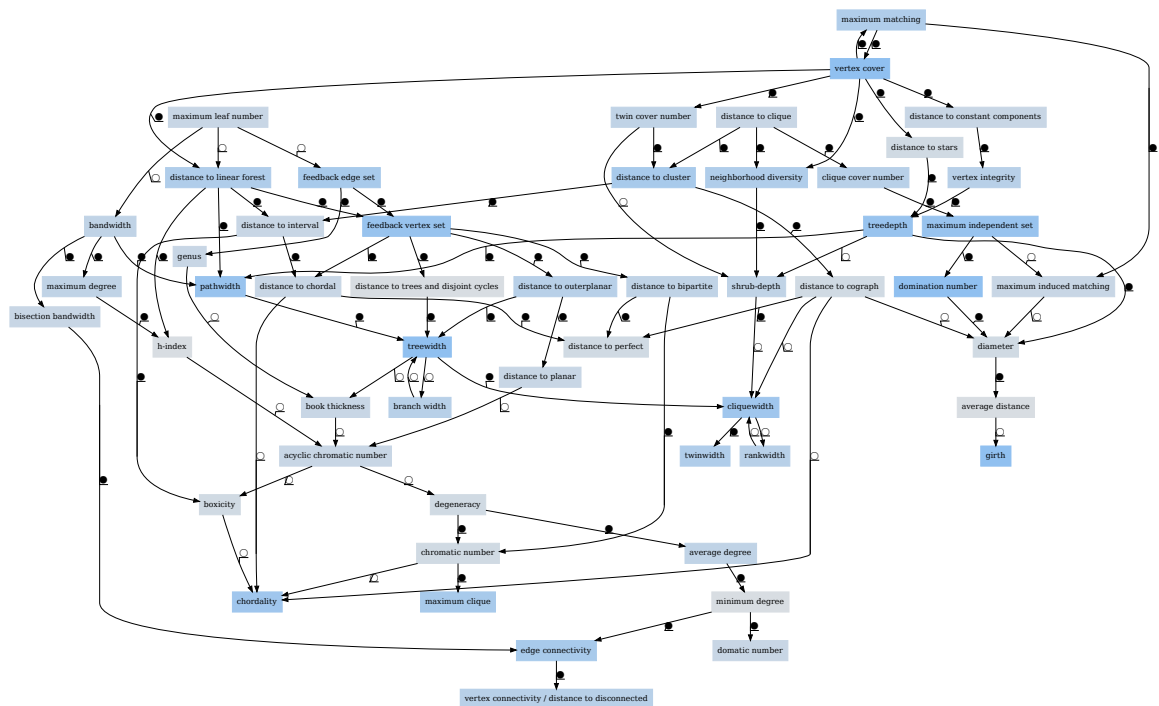 maximum matching
vertex cover
maximum leaf number
twin cover number
distance to clique
distance to constant components
distance to stars
distance to linear forest
feedback edge set
distance to cluster
neighborhood diversity
clique cover number
vertex integrity
bandwidth
distance to interval
feedback vertex set
treedepth
maximum independent set
genus
maximum degree
pathwidth
distance to chordal
distance to trees and disjoint cycles
distance to outerplanar
distance to bipartite
shrub-depth
distance to cograph
domination number
maximum induced matching
bisection bandwidth
h-index
treewidth
distance to perfect
diameter
distance to planar
book thickness
branch width
cliquewidth
average distance
acyclic chromatic number
twinwidth
rankwidth
girth
boxicity
degeneracy
chromatic number
average degree
chordality
maximum clique
minimum degree
edge connectivity
domatic number
vertex connectivity / distance to disconnected